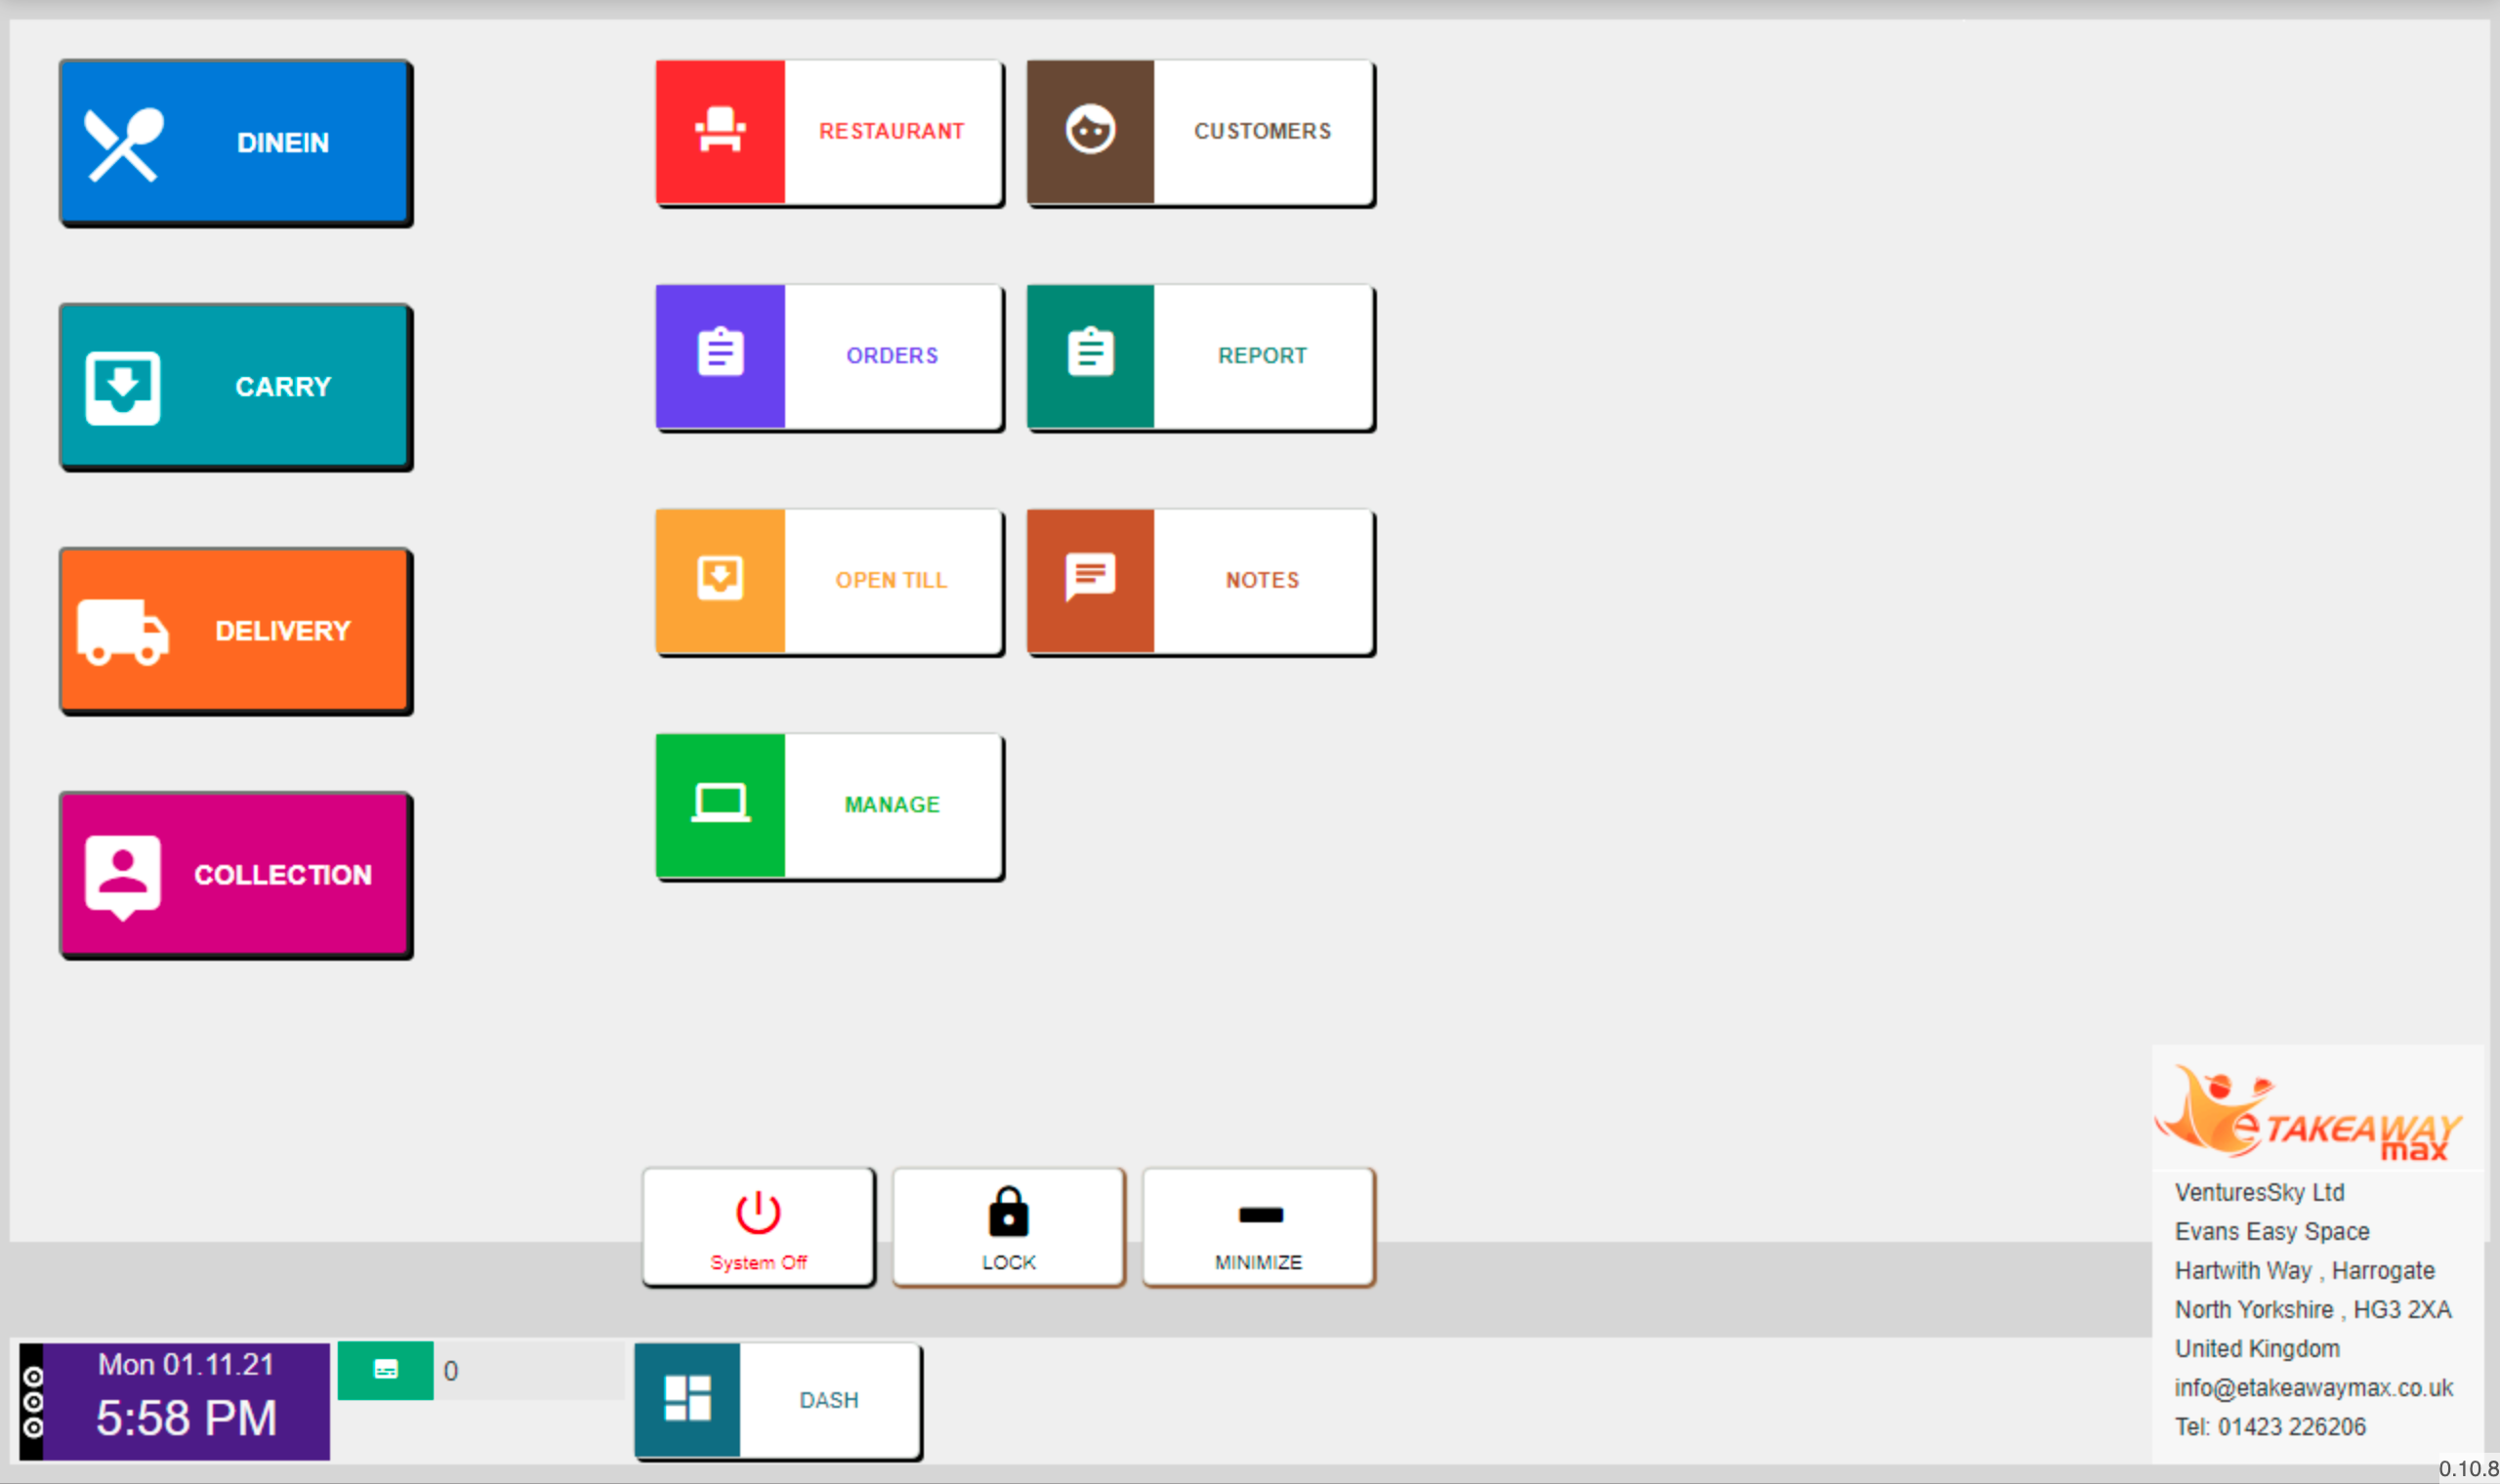 DINEIN
CARRY
DELIVERY
COLLECTION
RESTAURANT
CUSTOMERS
ORDERS
REPORT
OPEN TILL
NOTES
MANAGE
System Off
LOCK
MINIMIZE
Mon 01.11.21
5:58 PM
0
DASH
eTAKEAWAY
max
VenturesSky Ltd
Evans Easy Space
Hartwith Way , Harrogate
North Yorkshire , HG3 2XA
United Kingdom
info@etakeawaymax.co.uk
Tel: 01423 226206
0.10.8